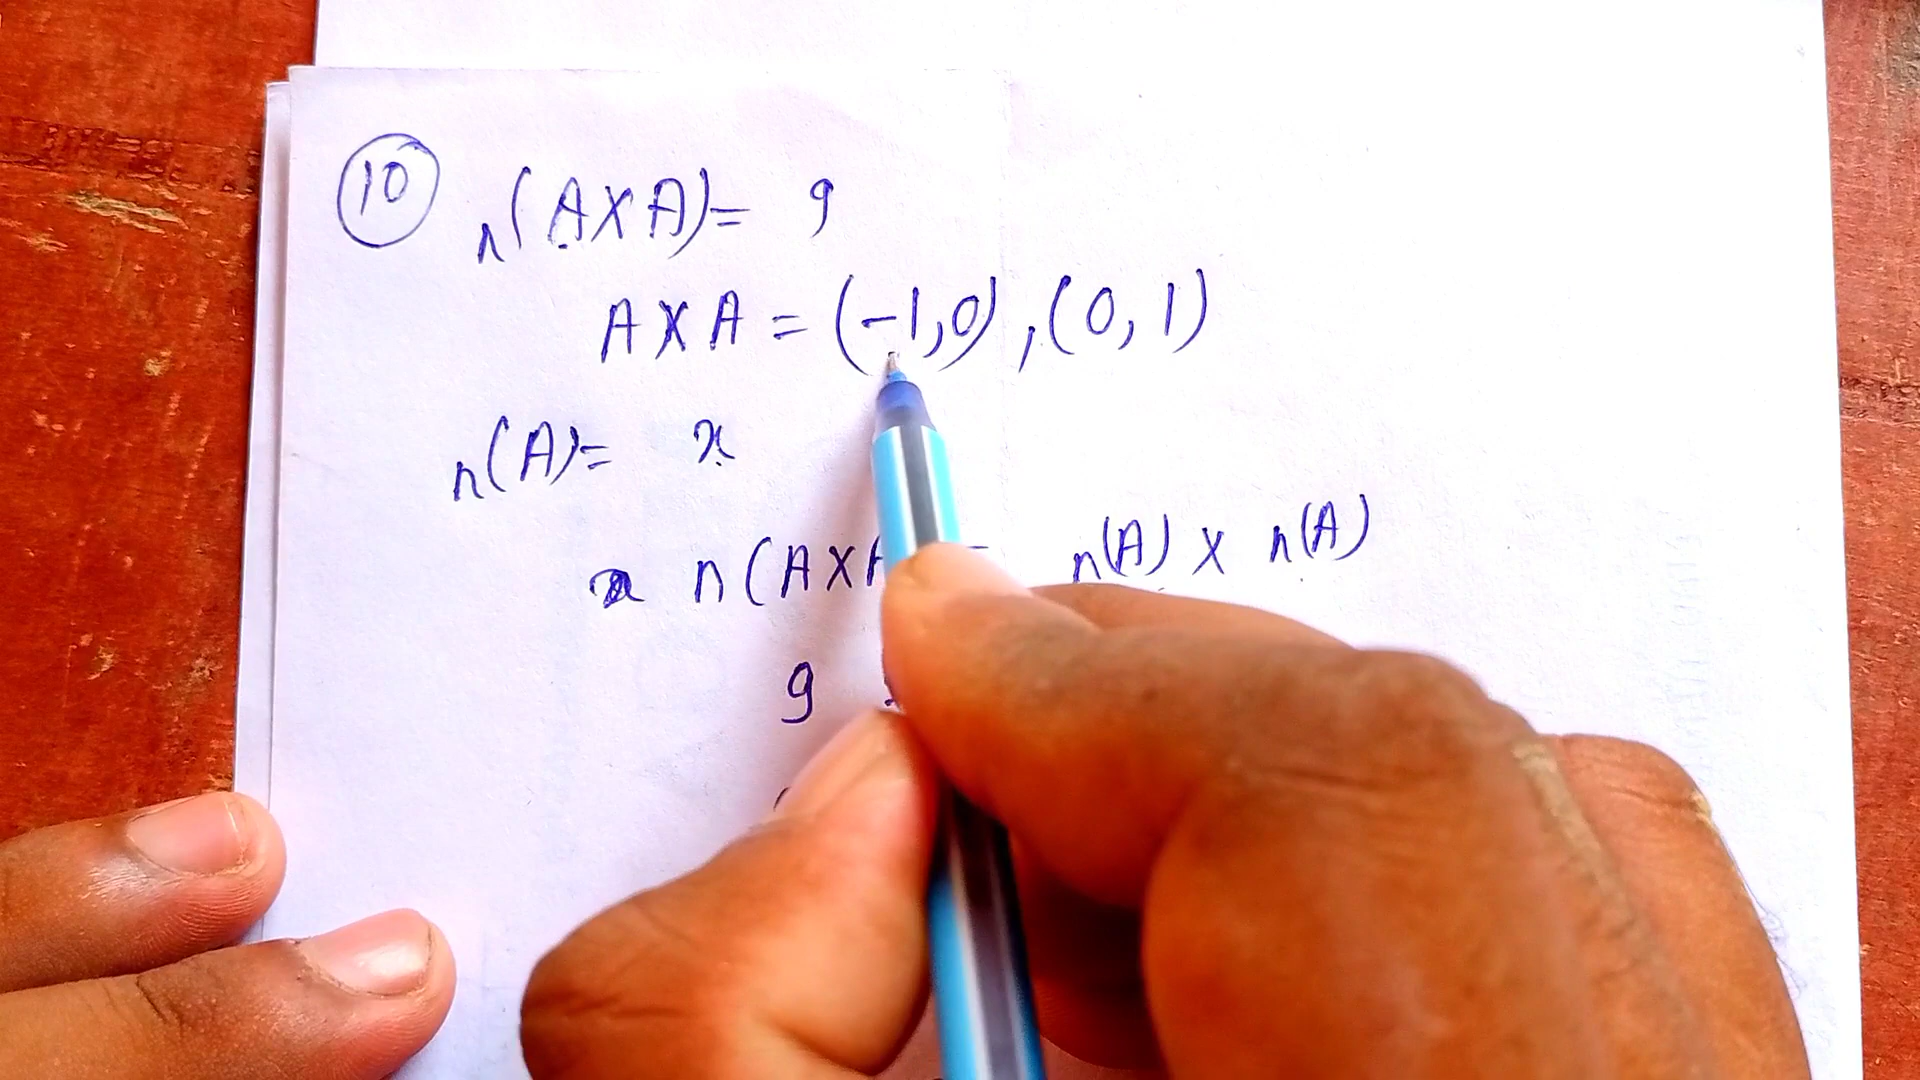 10 n(A×A)= 9
A×A = (-1,0),(0,1)
n(A)= x
n(A×A = n(A) × n(A)
9